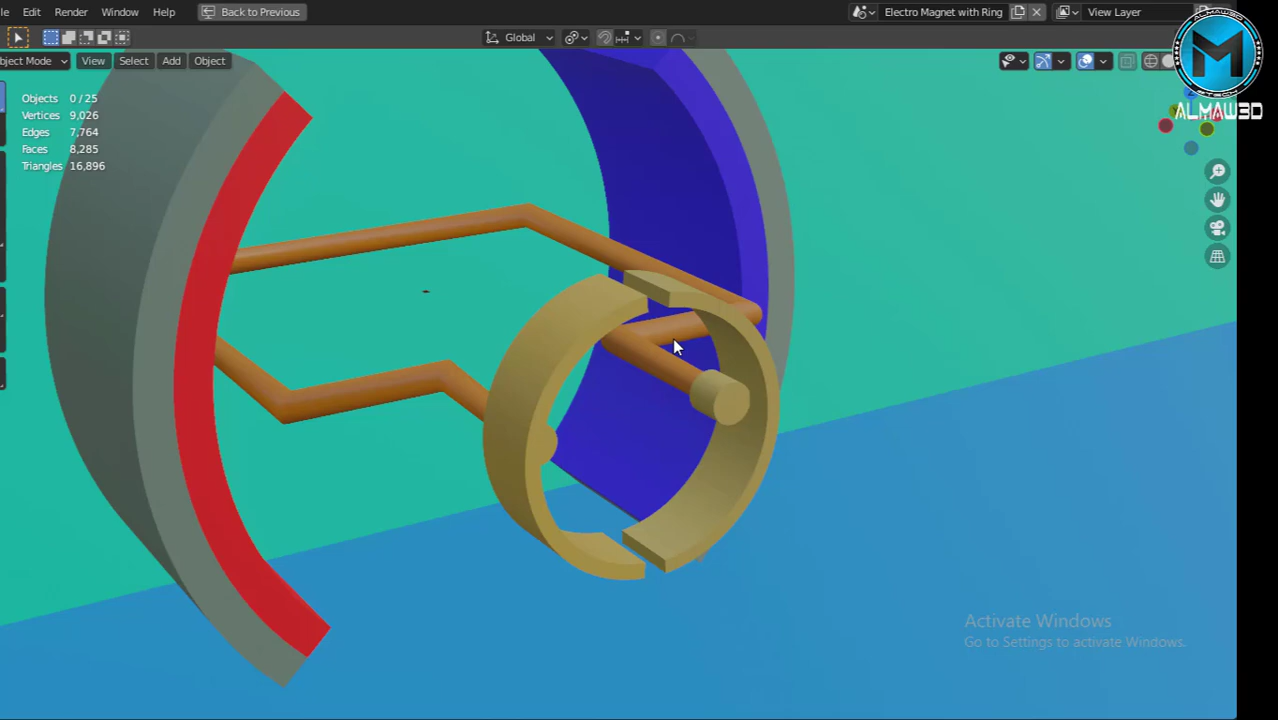 le Edit Render Window Help Back to Previous Electro Magnet with Ring View Layer
Global
bject Mode View Select Add Object
ALMAW3D
Objects 0 / 25
Vertices 9,026
Edges 7,764
Faces 8,285
Triangles 16,896
Activate Windows
Go to Settings to activate Windows.